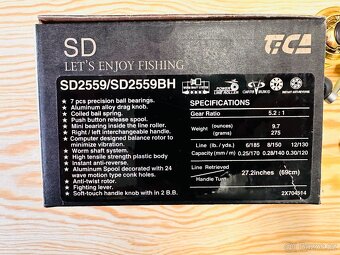 SD
TiCA
LET'S ENJOY FISHING
SD2559/SD2559BH
POWER
LINE ROLLER
7 pcs precision ball bearings.
Aluminum alloy drag knob.
Coiled bail spring.
Push button release spool.
Mini bearing inside the line roller.
Right / left interchangeable handle.
Computer designed balance rotor to
minimize vibration.
Worm shaft system.
High tensile strength plastic body
Instant anti-reverse.
Aluminum Spool decorated with 24
wave motion type conk holes.
Anti-twist rotor.
Fighting lever.
Soft-touch handle knob with in 2 B.B.
SPECIFICATIONS
Gear Ratio 5.2 : 1
Weight (ounces) 9.7
(grams) 275
Line (lb. / yds.) 6/185 8/150 12/130
Capacity (mm / m) 0.25/170 0.28/140 0.30/120
Line Retrieved
Handle Turn 27.2inches (69cm)
2X704514